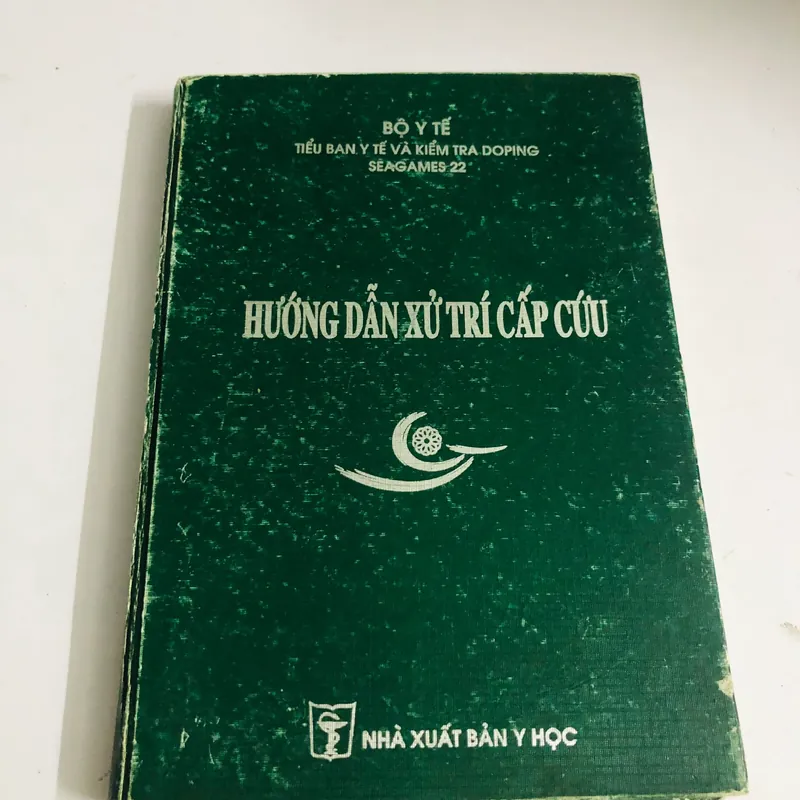 BỘ Y TẾ
TIỂU BAN Y TẾ VÀ KIỂM TRA DOPING
SEAGAMES 22
HƯỚNG DẪN XỬ TRÍ CẤP CỨU
NHÀ XUẤT BẢN Y HỌC